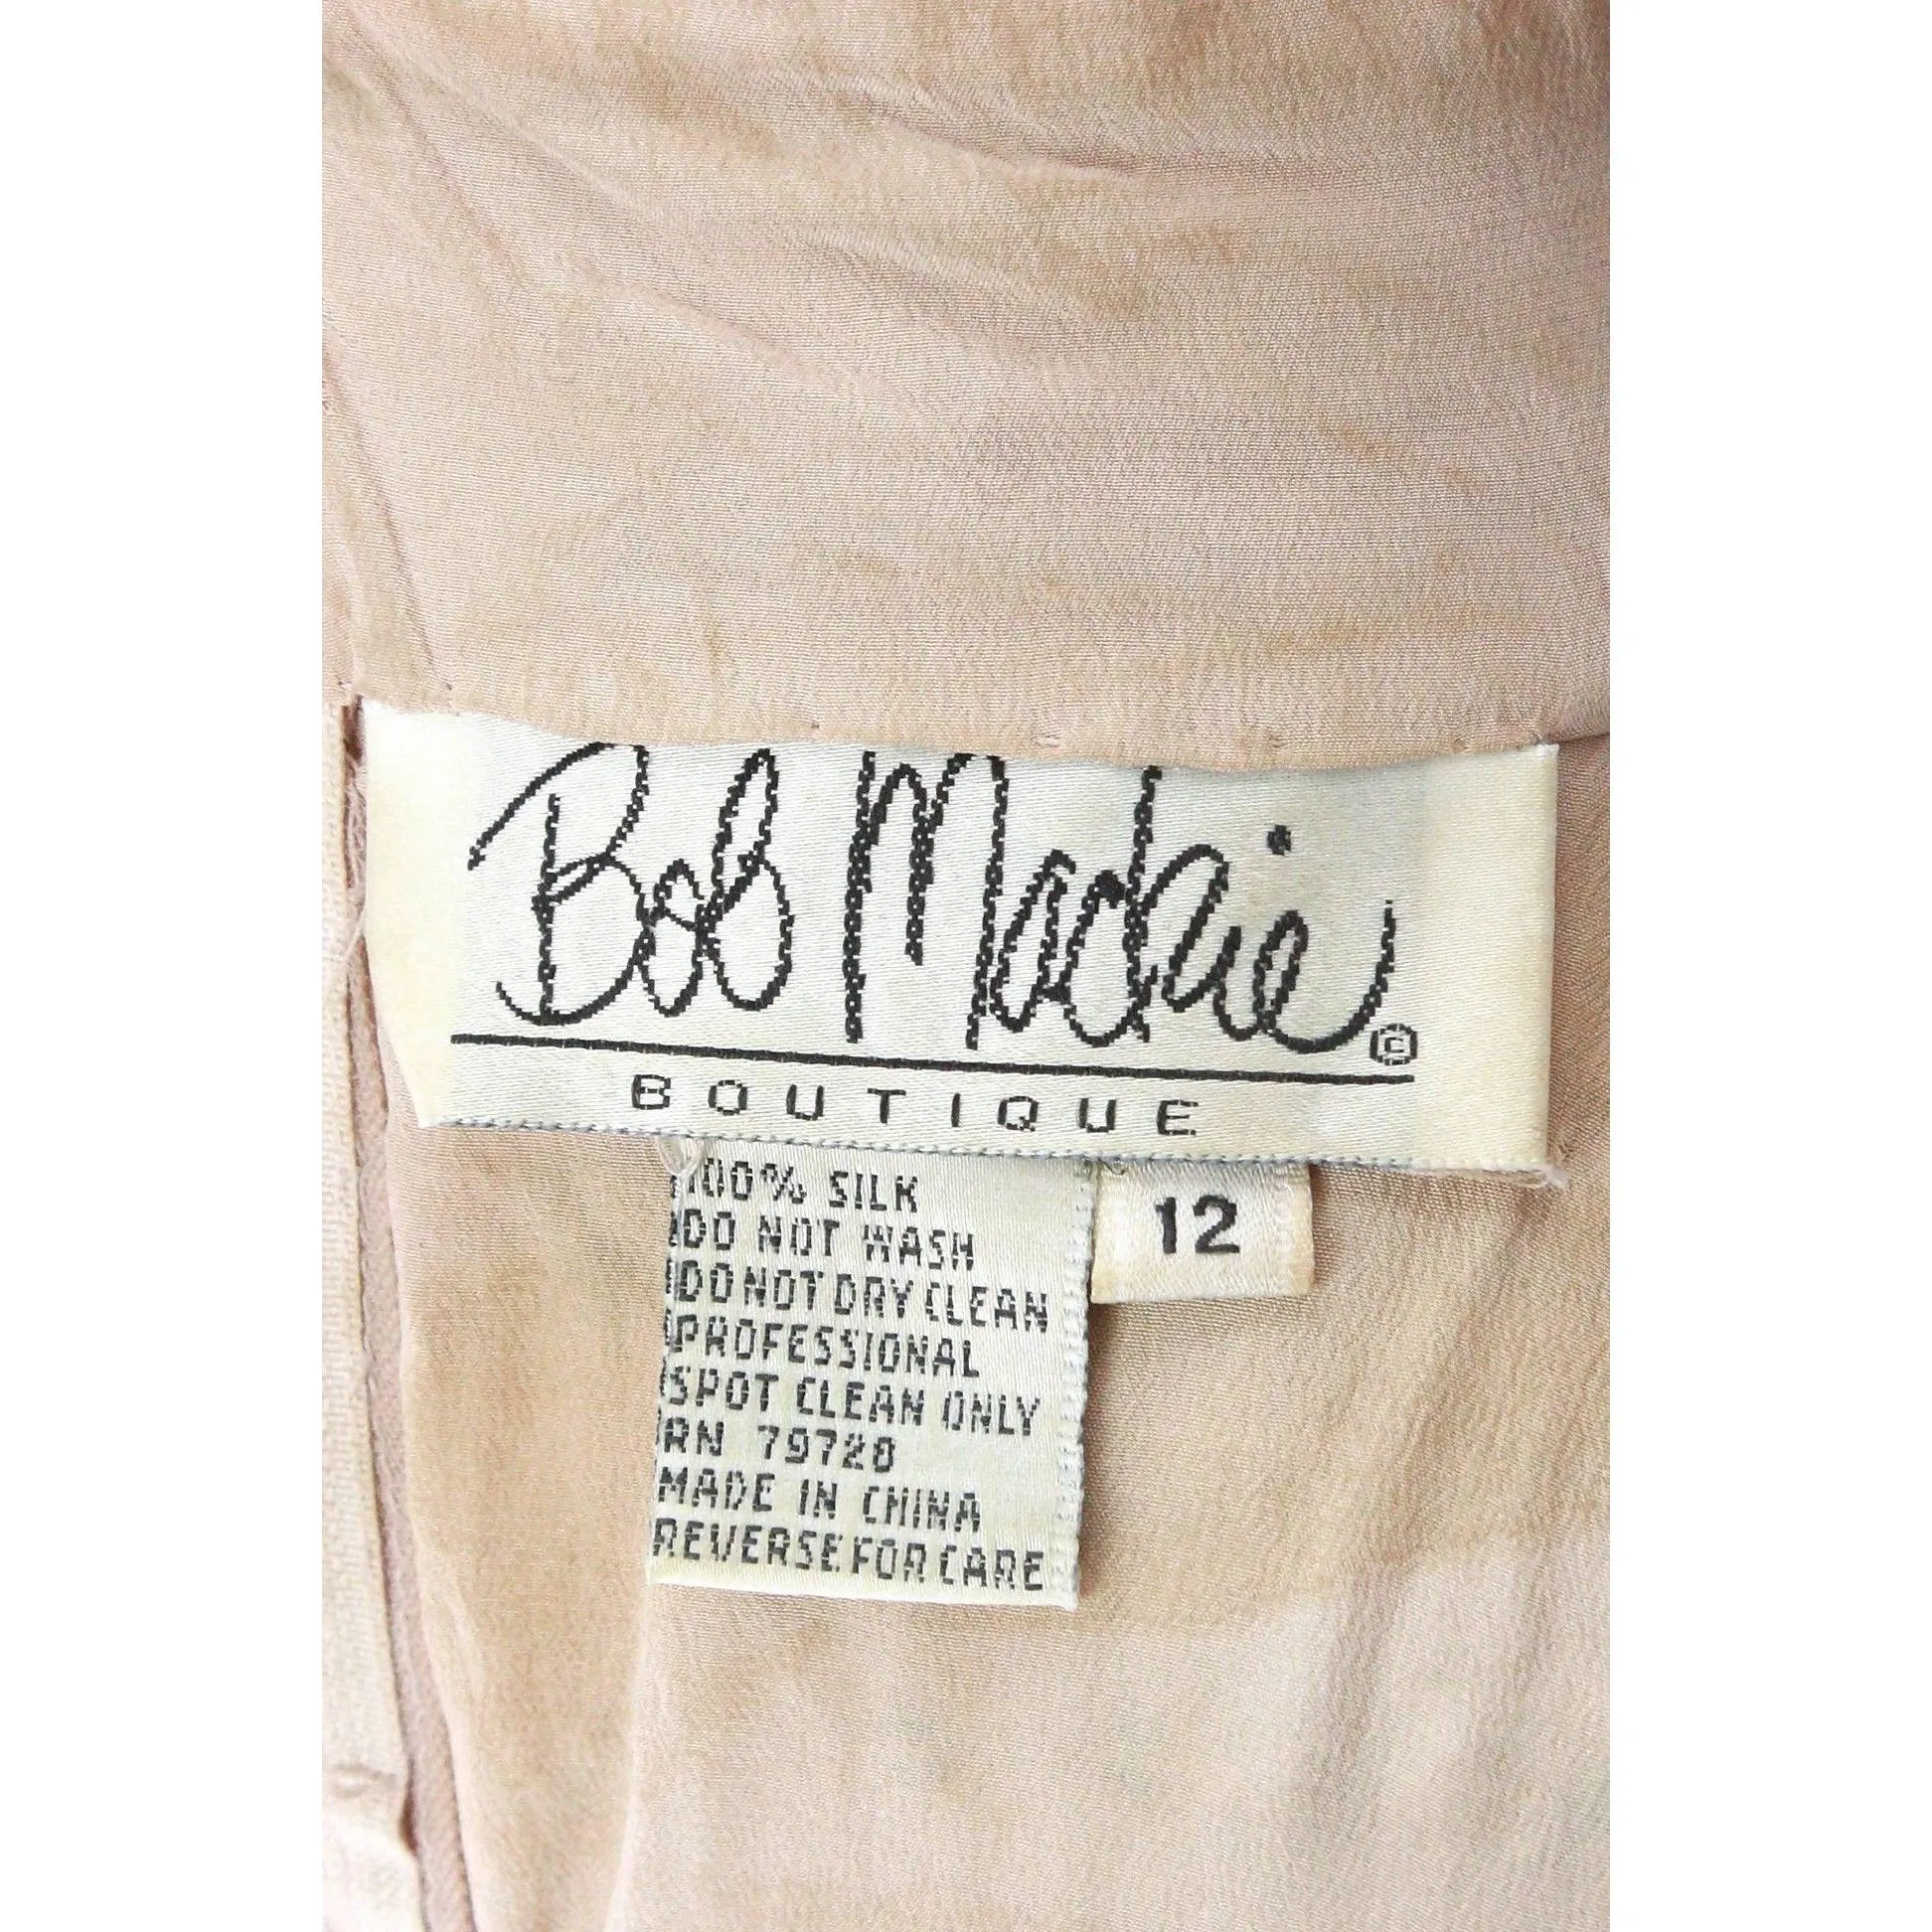 Bob Mackie ©
BOUTIQUE
100% SILK
DO NOT WASH
DO NOT DRY CLEAN
PROFESSIONAL
SPOT CLEAN ONLY
RN 79728
MADE IN CHINA
REVERSE FOR CARE
12